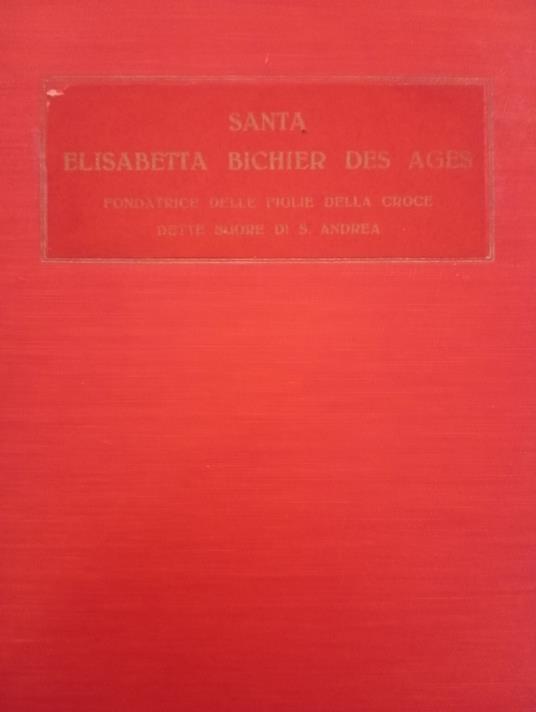 SANTA
ELISABETTA BICHIER DES AGES
FONDATRICE DELLE FIGLIE DELLA CROCE
DETTE SUORE DI S. ANDREA